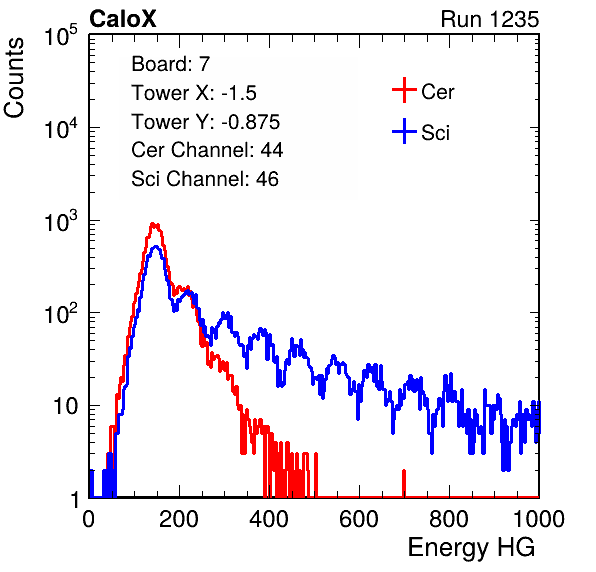 CaloX Run 1235
Counts
Board: 7
Tower X: -1.5
Tower Y: -0.875
Cer Channel: 44
Sci Channel: 46
Cer
Sci
10^5
10^4
10^3
10^2
10
1
0 200 400 600 800 1000
Energy HG